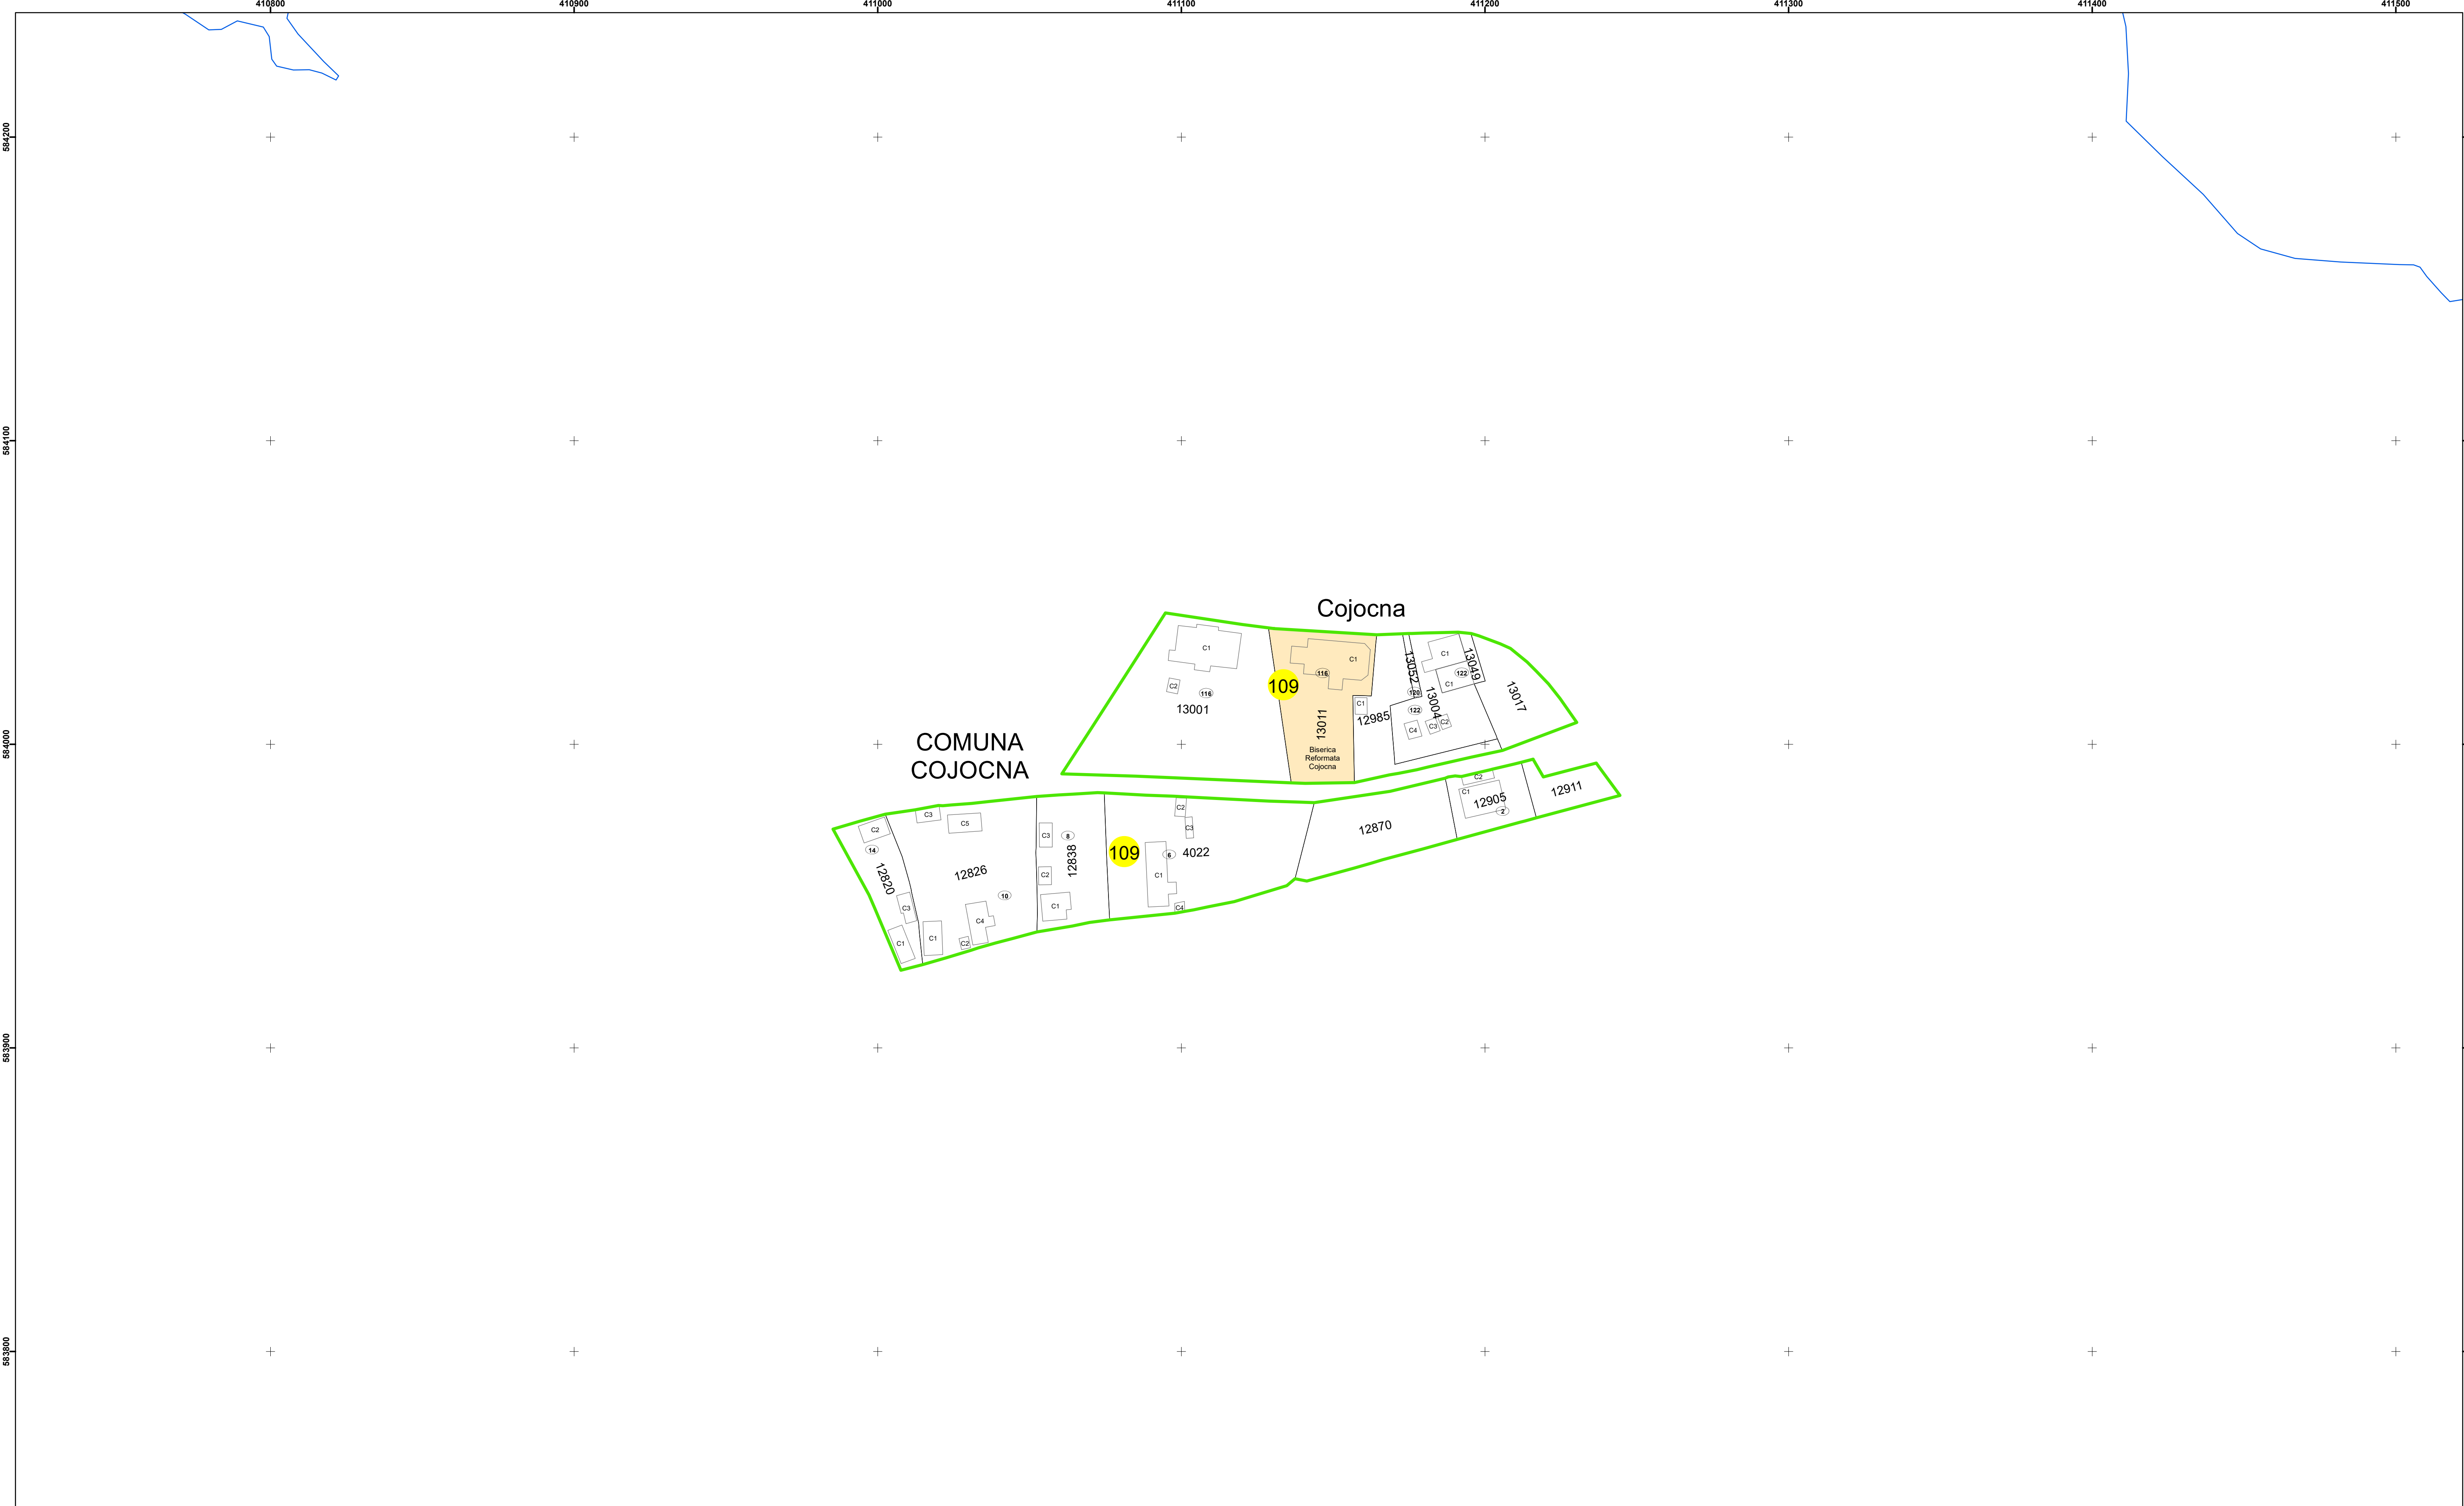 410800
410900
411000
411100
411200
411300
411400
411500
584200
584100
584000
583900
583800
Cojocna
COMUNA
COJOCNA
C1
C2
116
13001
109
C1
116
13011
Biserica
Reformata
Cojocna
C1
12985
13052
120
C1
122
C1
13049
13004
122
C4
C3
C2
13017
C2
14
12820
C3
C1
C3
C5
12826
10
C4
C1
C2
C3
8
12838
C2
C1
109
C2
C3
6
4022
C1
C4
12870
C2
C1
12905
2
12911